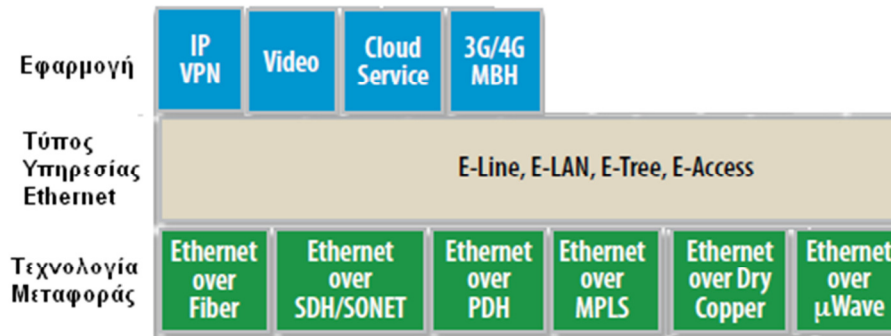 Εφαρμογή
IP
VPN
Video
Cloud
Service
3G/4G
MBH
Τύπος
Υπηρεσίας
Ethernet
E-Line, E-LAN, E-Tree, E-Access
Τεχνολογία
Μεταφοράς
Ethernet
over
Fiber
Ethernet
over
SDH/SONET
Ethernet
over
PDH
Ethernet
over
MPLS
Ethernet
over Dry
Copper
Ethernet
over
μWave